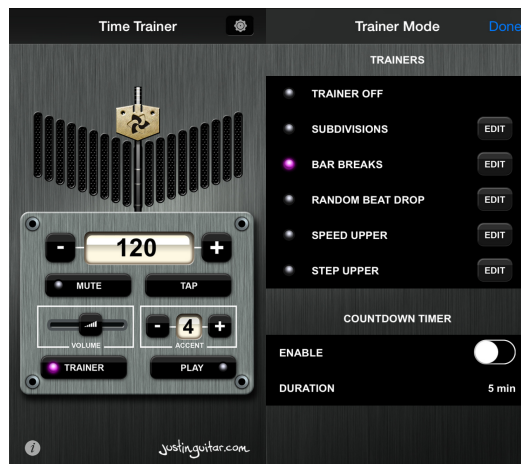 Time Trainer
- 120 +
MUTE TAP
VOLUME
- 4 +
ACCENT
TRAINER PLAY
i justinguitar.com
Trainer Mode Done
TRAINERS
TRAINER OFF
SUBDIVISIONS EDIT
BAR BREAKS EDIT
RANDOM BEAT DROP EDIT
SPEED UPPER EDIT
STEP UPPER EDIT
COUNTDOWN TIMER
ENABLE
DURATION 5 min